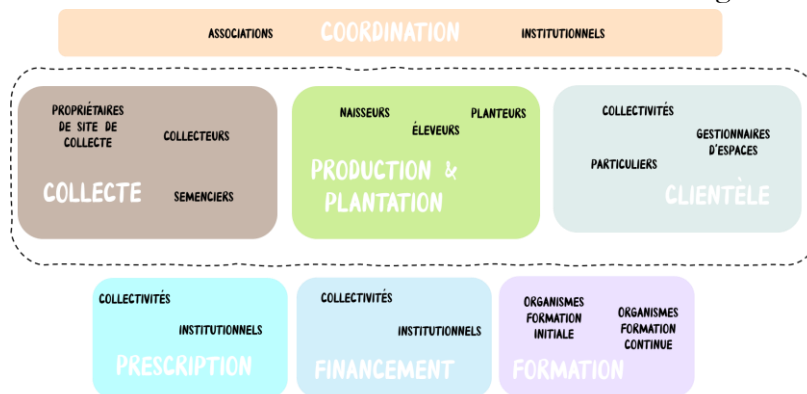 ASSOCIATIONS COORDINATION INSTITUTIONNELS
PROPRIÉTAIRES
DE SITE DE
COLLECTE
COLLECTEURS
COLLECTE
SEMENCIERS
NAISSEURS
ÉLEVEURS
PLANTEURS
PRODUCTION &
PLANTATION
COLLECTIVITÉS
GESTIONNAIRES
D'ESPACES
PARTICULIERS
CLIENTÈLE
COLLECTIVITÉS
INSTITUTIONNELS
PRESCRIPTION
COLLECTIVITÉS
INSTITUTIONNELS
FINANCEMENT
ORGANISMES
FORMATION
INITIALE
ORGANISMES
FORMATION
CONTINUE
FORMATION